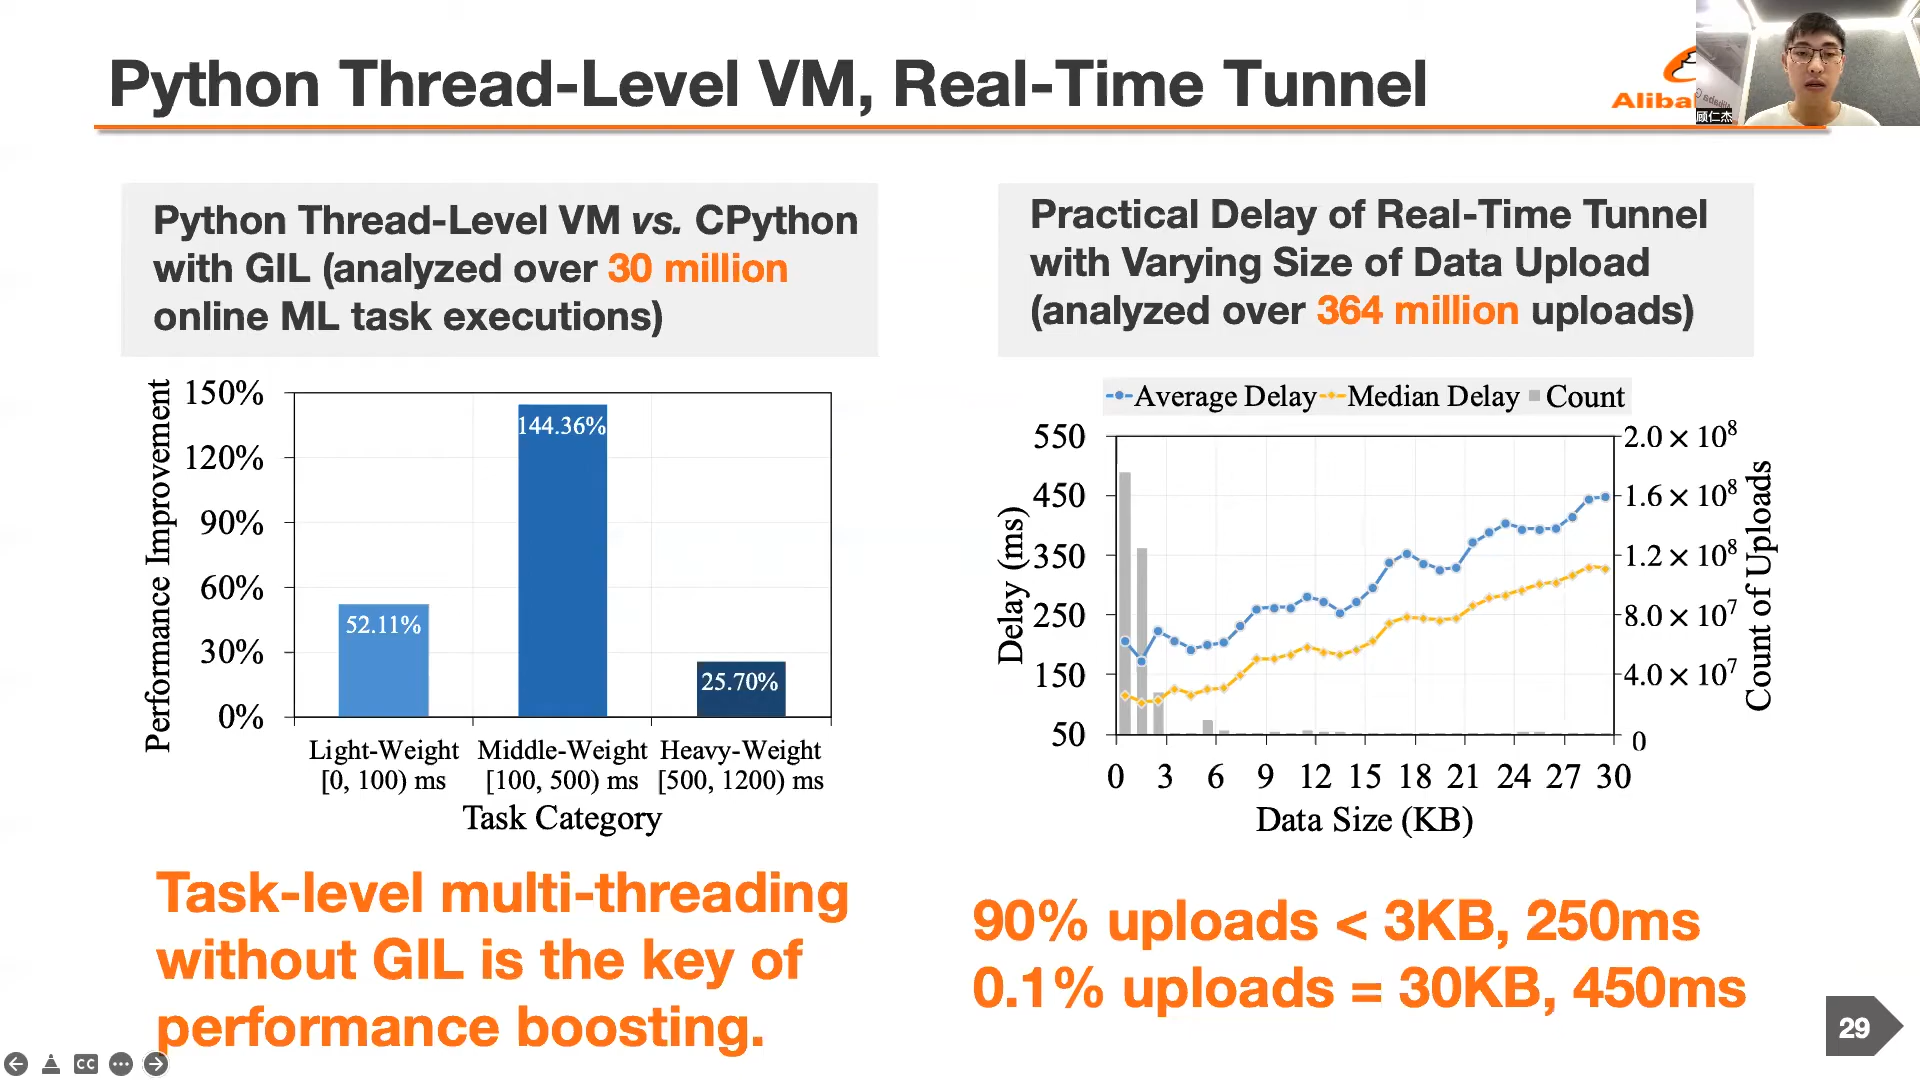 Python Thread-Level VM, Real-Time Tunnel
Aliba
顾仁杰
Python Thread-Level VM vs. CPython
with GIL (analyzed over 30 million
online ML task executions)
Performance Improvement
150%
120%
90%
60%
30%
0%
52.11%
144.36%
25.70%
Light-Weight Middle-Weight Heavy-Weight
[0, 100) ms [100, 500) ms [500, 1200) ms
Task Category
Task-level multi-threading
without GIL is the key of
performance boosting.
Practical Delay of Real-Time Tunnel
with Varying Size of Data Upload
(analyzed over 364 million uploads)
Average Delay Median Delay Count
Delay (ms)
550
450
350
250
150
50
2.0 × 10⁸
1.6 × 10⁸
1.2 × 10⁸
8.0 × 10⁷
4.0 × 10⁷
0
Count of Uploads
0 3 6 9 12 15 18 21 24 27 30
Data Size (KB)
90% uploads < 3KB, 250ms
0.1% uploads = 30KB, 450ms
29
CC